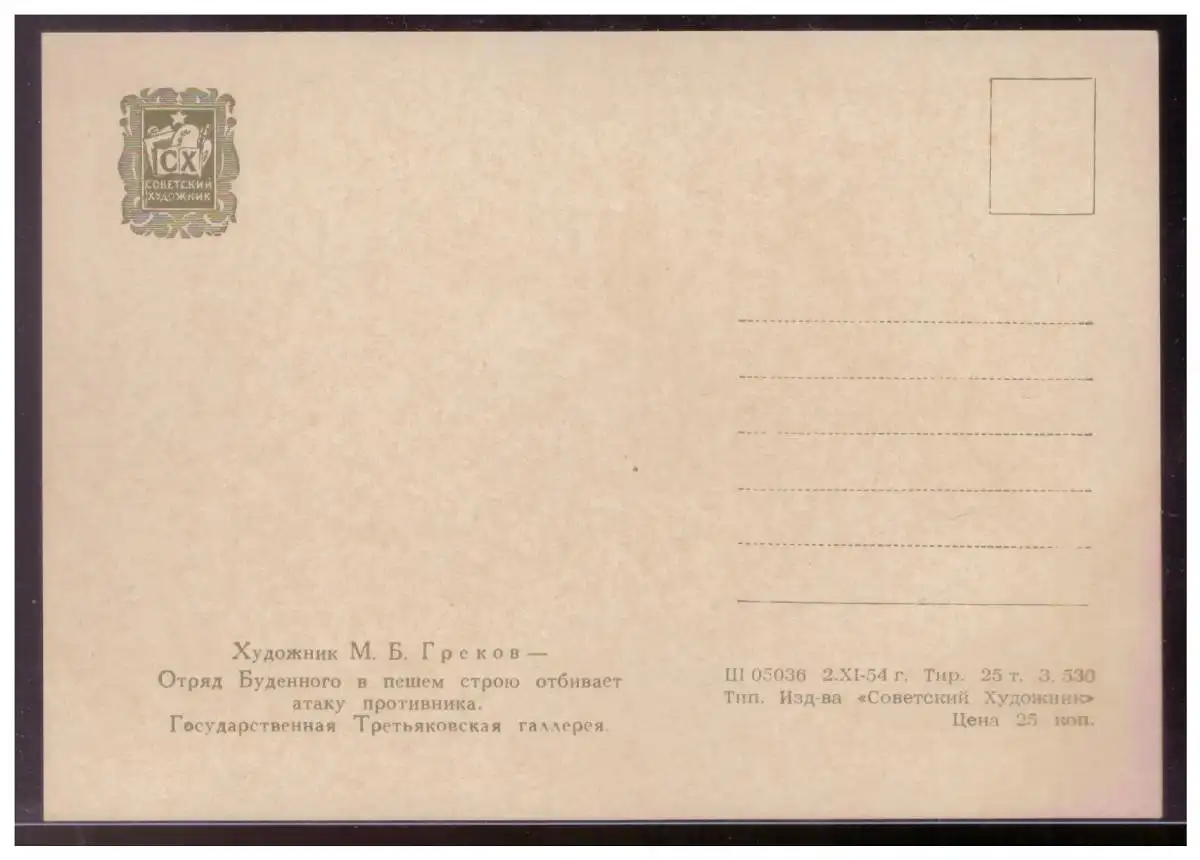 СХ
СОВЕТСКИЙ
ХУДОЖНИК
Художник М. Б. Греков—
Отряд Буденного в пешем строю отбивает
атаку противника.
Государственная Третьяковская галлерея.
Ш 05036 2.XI-54 г. Тир. 25 т. З. 530
Тип. Изд-ва «Советский Художник»
Цена 25 коп.